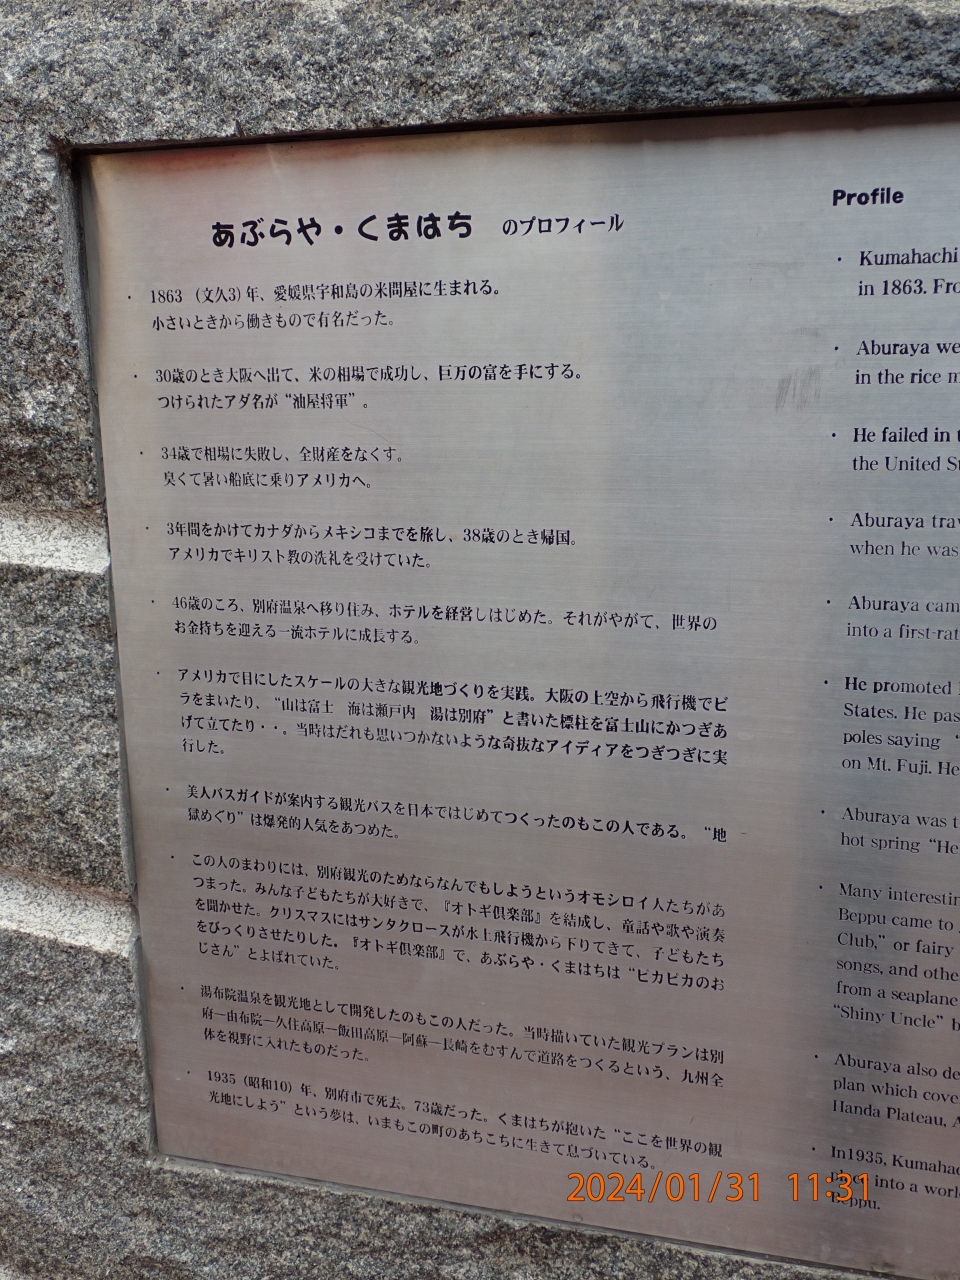 あぶらや・くまはち のプロフィール
・ 1863 (文久3) 年、愛媛県宇和島の米問屋に生まれる。
小さいときから働きもので有名だった。
・ 30歳のとき大阪へ出て、米の相場で成功し、巨万の富を手にする。
つけられたアダ名が“油屋将軍”。
・ 34歳で相場に失敗し、全財産をなくす。
臭くて暑い船底に乗りアメリカへ。
・ 3年間をかけてカナダからメキシコまでを旅し、38歳のとき帰国。
アメリカでキリスト教の洗礼を受けていた。
・ 46歳のころ、別府温泉へ移り住み、ホテルを経営しはじめた。それがやがて、世界の
お金持ちを迎える一流ホテルに成長する。
・ アメリカで目にしたスケールの大きな観光地づくりを実践。大阪の上空から飛行機でビ
ラをまいたり、“山は富士　海は瀬戸内　湯は別府”と書いた標柱を富士山にかつぎあ
げて立てたり・・。当時はだれも思いつかないような奇抜なアイディアをつぎつぎに実
行した。
・ 美人バスガイドが案内する観光バスを日本ではじめてつくったのもこの人である。“地
獄めぐり”は爆発的人気をあつめた。
・ この人のまわりには、別府観光のためならなんでもしようというオモシロイ人たちがあ
つまった。みんな子どもたちが大好きで、『オトギ倶楽部』を結成し、童話や歌や演奏
を聞かせた。クリスマスにはサンタクロースが水上飛行機から下りてきて、子どもたち
をびっくりさせたりした。『オトギ倶楽部』で、あぶらや・くまはちは“ピカピカのお
じさん”とよばれていた。
・ 湯布院温泉を観光地として開発したのもこの人だった。当時描いていた観光プランは別
府―由布院―久住高原―飯田高原―阿蘇―長崎をむすんで道路をつくるという、九州全
体を視野に入れたものだった。
・ 1935（昭和10）年、別府市で死去。73歳だった。くまはちが抱いた“ここを世界の観
光地にしよう”という夢は、いまもこの町のあちこちに生きて息づいている。
Profile
・ Kumahachi
in 1863. Fro
・ Aburaya we
in the rice m
・ He failed in t
the United S
・ Aburaya tra
when he was
・ Aburaya cam
into a first-rat
・ He promoted
States. He pas
poles saying “
on Mt. Fuji. He
・ Aburaya was t
hot spring “He
・ Many interestin
Beppu came to
Club,” or fairy
songs, and othe
from a seaplane
“Shiny Uncle” b
・ Aburaya also de
plan which cove
Handa Plateau, A
・ In1935, Kumahac
into a worl
Beppu.
2024/01/31 11:31